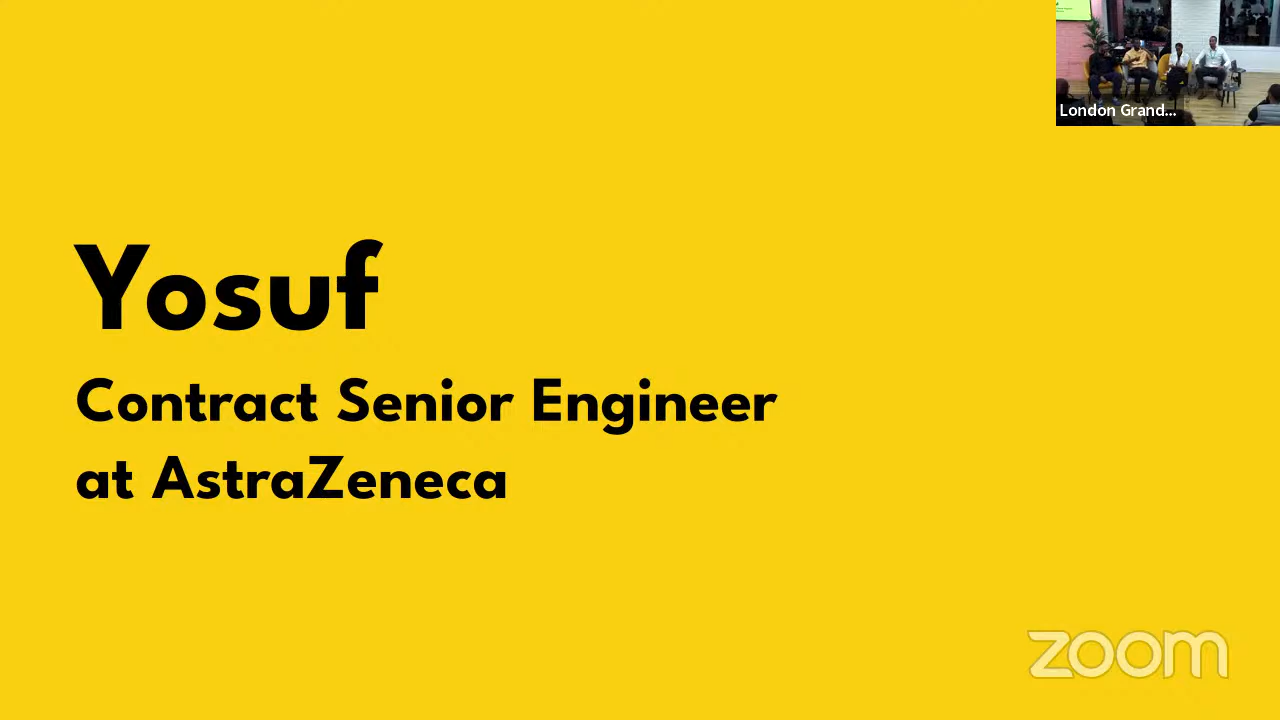 London Grand...
Yosuf
Contract Senior Engineer
at AstraZeneca
zoom